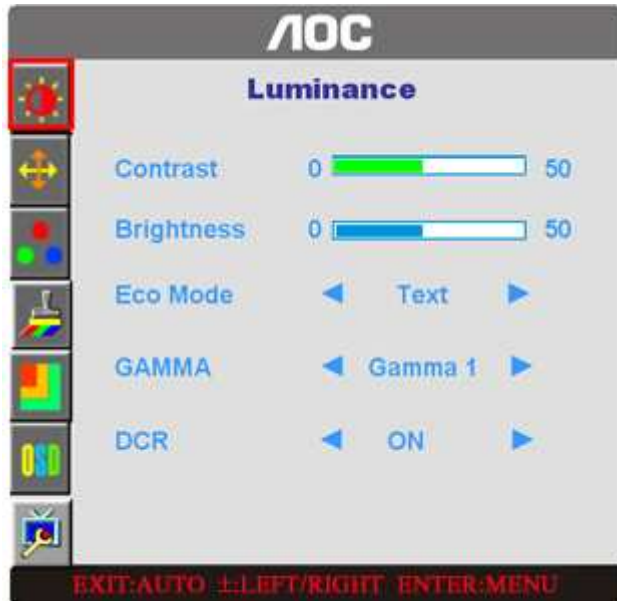 AOC
Luminance
Contrast 0 50
Brightness 0 50
Eco Mode ◀ Text ▶
GAMMA ◀ Gamma 1 ▶
DCR ◀ ON ▶
OSD
EXIT:AUTO ±:LEFT/RIGHT ENTER:MENU